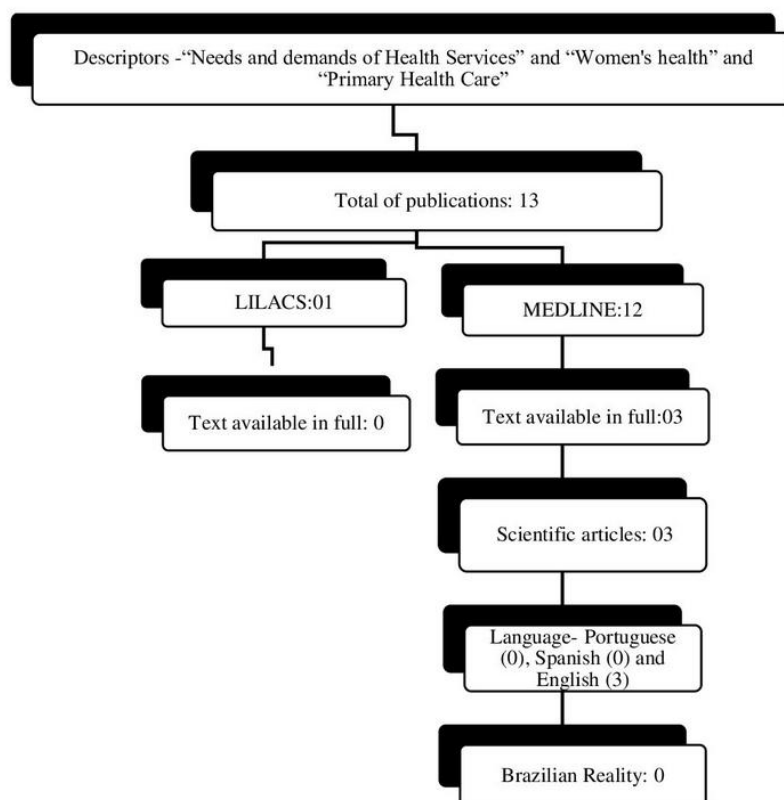 Descriptors -“Needs and demands of Health Services” and “Women's health” and
“Primary Health Care”
Total of publications: 13
LILACS:01
MEDLINE:12
Text available in full: 0
Text available in full:03
Scientific articles: 03
Language- Portuguese
(0), Spanish (0) and
English (3)
Brazilian Reality: 0